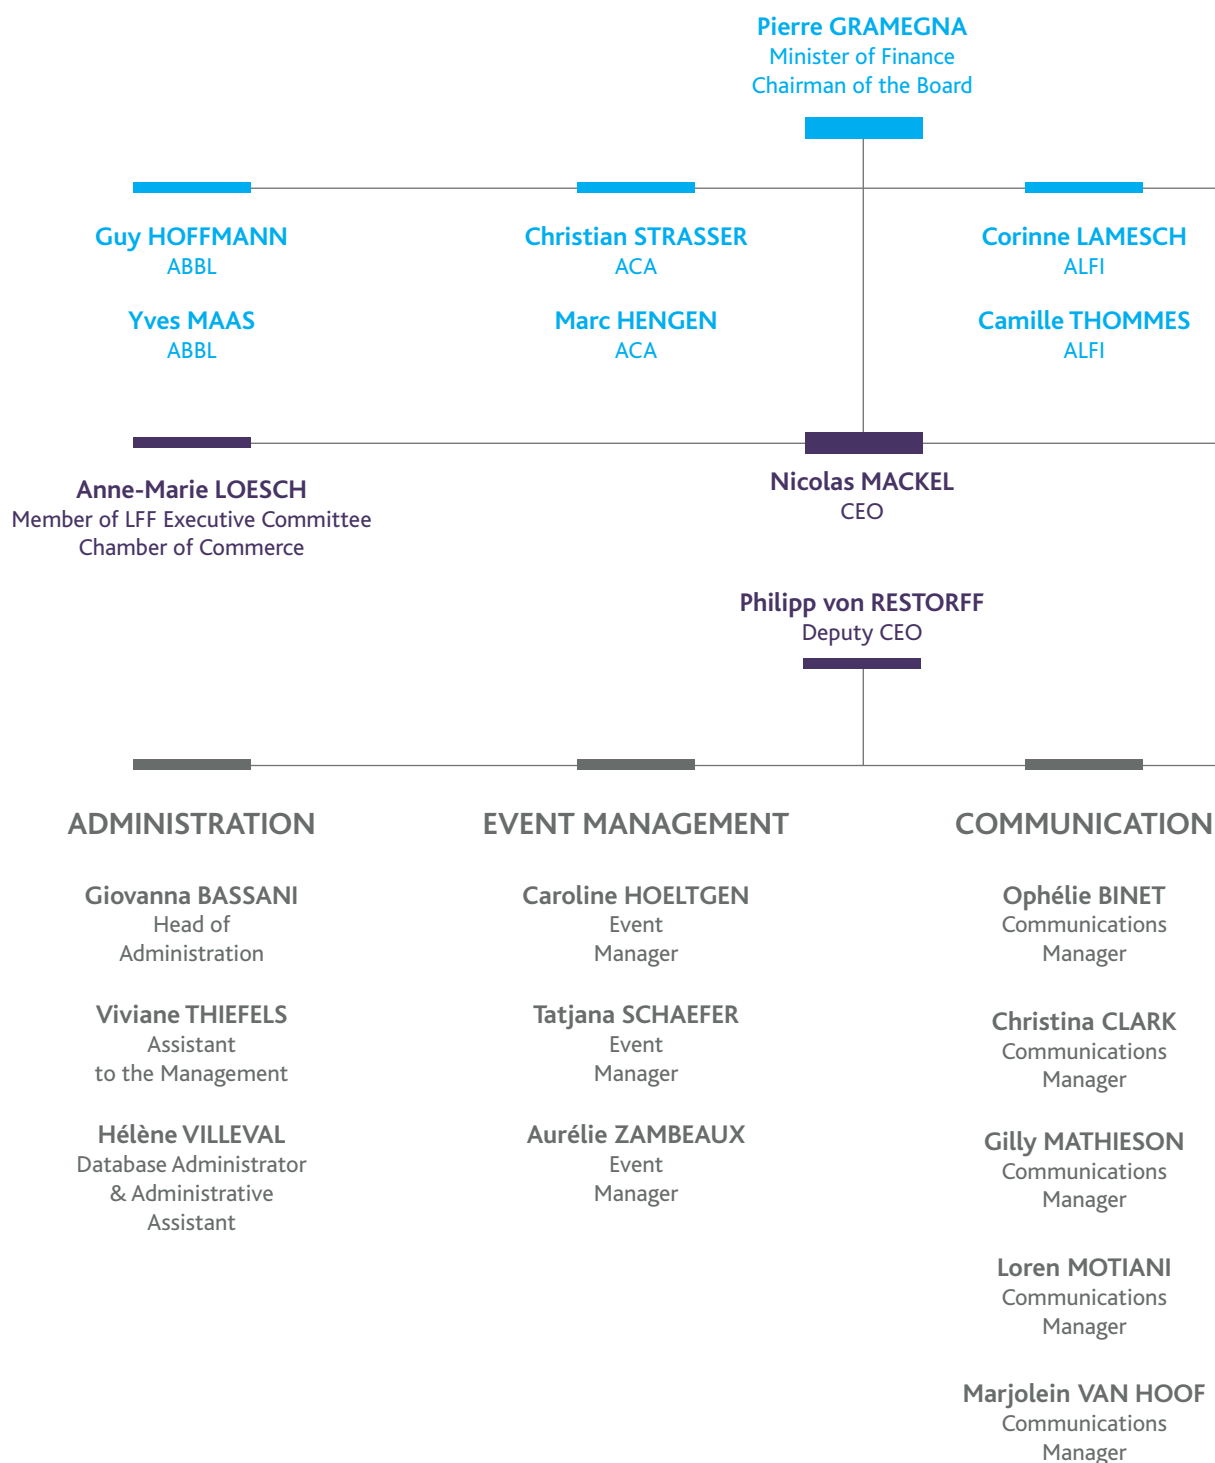 Pierre GRAMEGNA
Minister of Finance
Chairman of the Board
Guy HOFFMANN
ABBL
Yves MAAS
ABBL
Christian STRASSER
ACA
Marc HENGEN
ACA
Corinne LAMESCH
ALFI
Camille THOMMES
ALFI
Anne-Marie LOESCH
Member of LFF Executive Committee
Chamber of Commerce
Nicolas MACKEL
CEO
Philipp von RESTORFF
Deputy CEO
ADMINISTRATION
Giovanna BASSANI
Head of
Administration
Viviane THIEFELS
Assistant
to the Management
Hélène VILLEVAL
Database Administrator
& Administrative
Assistant
EVENT MANAGEMENT
Caroline HOELTGEN
Event
Manager
Tatjana SCHAEFER
Event
Manager
Aurélie ZAMBEAUX
Event
Manager
COMMUNICATION
Ophélie BINET
Communications
Manager
Christina CLARK
Communications
Manager
Gilly MATHIESON
Communications
Manager
Loren MOTIANI
Communications
Manager
Marjolein VAN HOOF
Communications
Manager